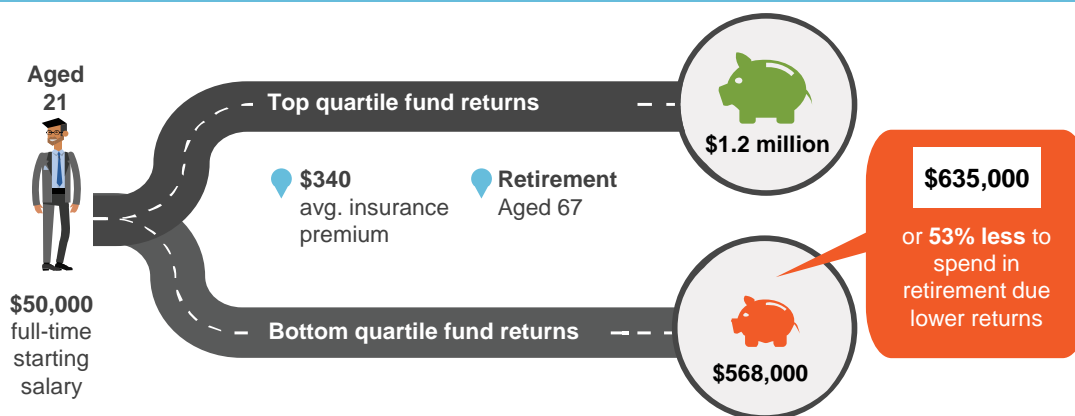 Aged
21
$50,000
full-time
starting
salary
Top quartile fund returns
$340
avg. insurance
premium
Retirement
Aged 67
Bottom quartile fund returns
$1.2 million
$568,000
$635,000
or 53% less to
spend in
retirement due
lower returns